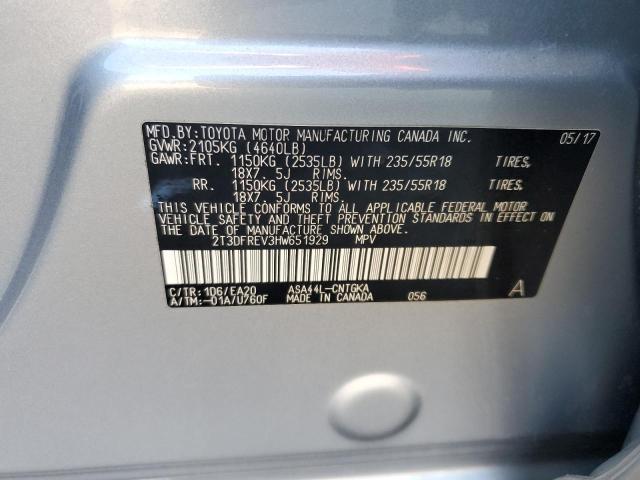 MFD.BY:TOYOTA MOTOR MANUFACTURING CANADA INC. 05/17
GVWR:2105KG (4640LB)
GAWR:FRT. 1150KG (2535LB) WITH 235/55R18 TIRES,
18X7.5J RIMS.
RR. 1150KG (2535LB) WITH 235/55R18 TIRES,
18X7.5J RIMS.
THIS VEHICLE CONFORMS TO ALL APPLICABLE FEDERAL MOTOR
VEHICLE SAFETY AND THEFT PREVENTION STANDARDS IN EFFECT ON
THE DATE OF MANUFACTURE SHOWN ABOVE.
2T3DFREV3HW651929 MPV
C/TR:1D6/EA20 ASA44L-CNTGKA
A/TM:-01A/U760F MADE IN CANADA 056 A